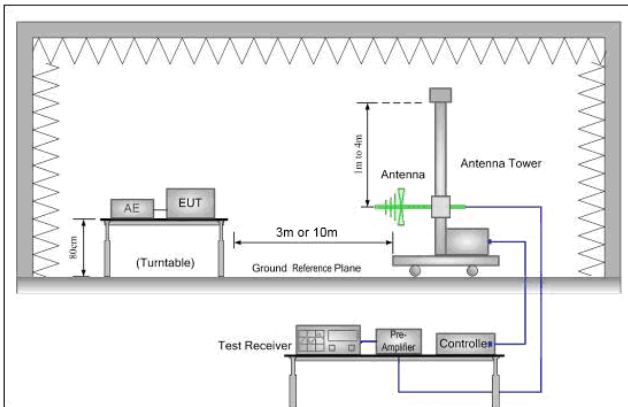 1m to 4m
Antenna
Antenna Tower
AE
EUT
3m or 10m
80cm
(Turntable)
Ground Reference Plane
Test Receiver
Pre-
Amplifier
Controlle